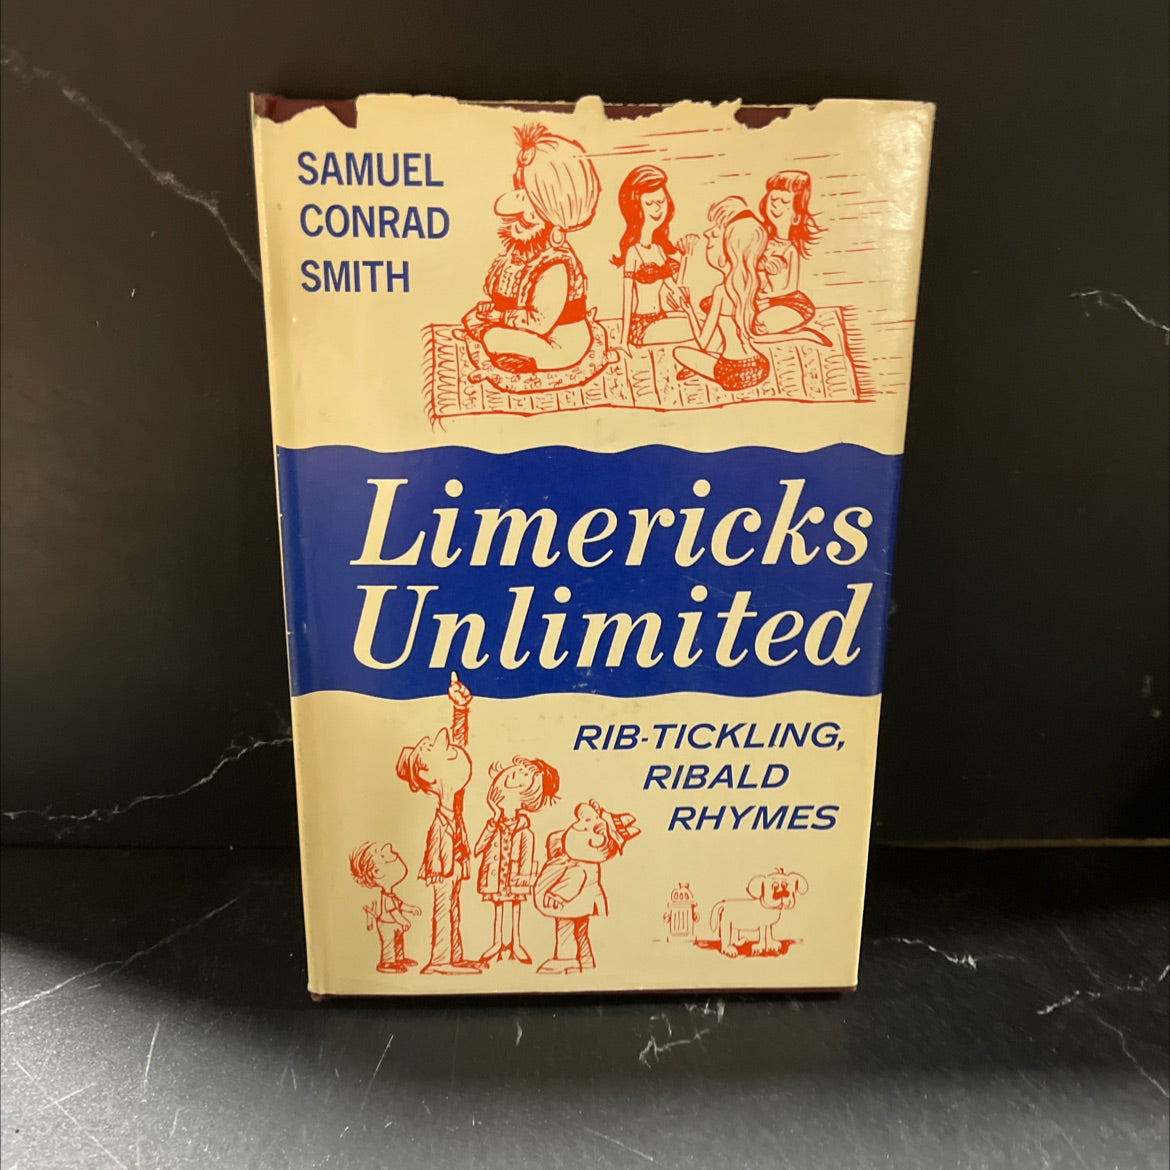 SAMUEL
CONRAD
SMITH
Limericks
Unlimited
RIB-TICKLING,
RIBALD
RHYMES